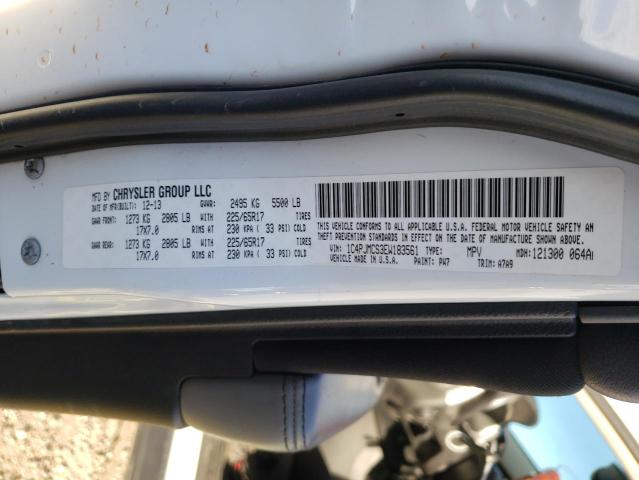 MFD BY CHRYSLER GROUP LLC
DATE OF MFR(BUILT): 12-13 GVWR: 2495 KG 5500 LB
GAWR FRONT: 1273 KG 2805 LB WITH 225/65R17 TIRES
17X7.0 RIMS AT 230 KPA ( 33 PSI) COLD
GAWR REAR: 1273 KG 2805 LB WITH 225/65R17 TIRES
17X7.0 RIMS AT 230 KPA ( 33 PSI) COLD
THIS VEHICLE CONFORMS TO ALL APPLICABLE U.S.A. FEDERAL MOTOR VEHICLE SAFETY AN
THEFT PREVENTION STANDARDS IN EFFECT ON THE DATE OF MANUFACTURE SHOWN ABOVE.
VIN: 1C4PJMCS3EW183561 TYPE: MPV MDH: 121300 064AI
VEHICLE MADE IN U.S.A. PAINT: PW7 TRIM: A7A9